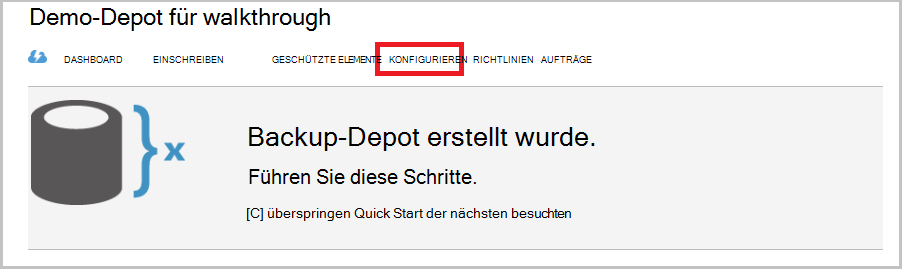 Demo-Depot für walkthrough
DASHBOARD EINSCHREIBEN GESCHÜTZTE ELEMENTE KONFIGURIEREN RICHTLINIEN AUFTRÄGE
Backup-Depot erstellt wurde.
Führen Sie diese Schritte.
[C] überspringen Quick Start der nächsten besuchten
} x